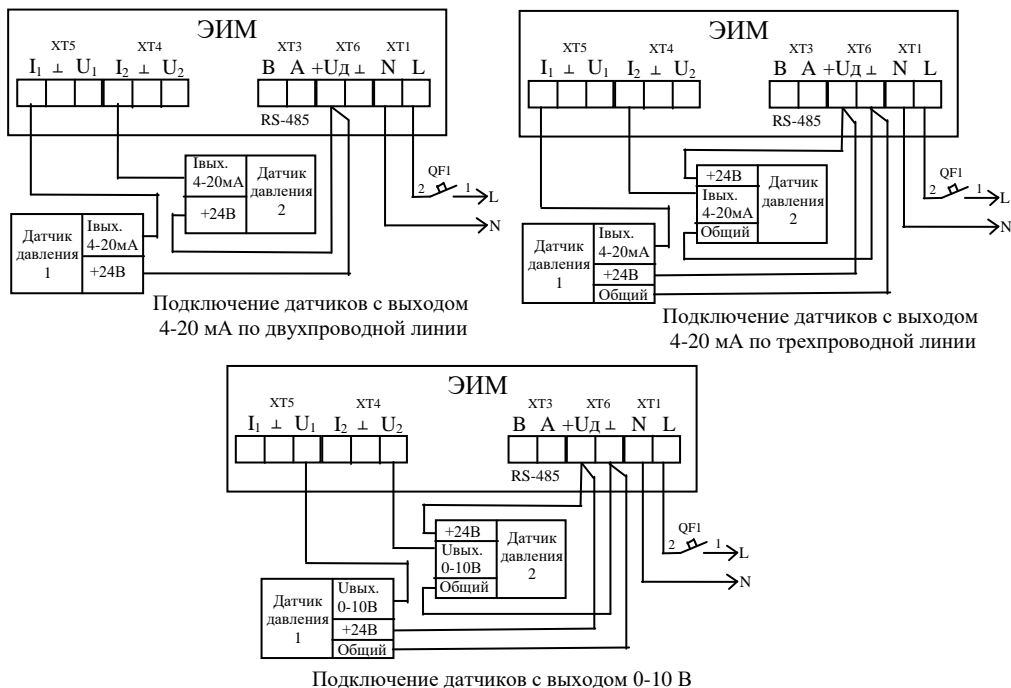 ЭИМ
XT5 XT4 XT3 XT6 XT1
I₁ ⊥ U₁ I₂ ⊥ U₂ B A +Uд ⊥ N L
RS-485
Iвых.
4-20мА
+24В
Датчик
давления
2
QF1
2 1
L
N
Датчик
давления
1
Iвых.
4-20мА
+24В
Подключение датчиков с выходом
4-20 мА по двухпроводной линии
ЭИМ
XT5 XT4 XT3 XT6 XT1
I₁ ⊥ U₁ I₂ ⊥ U₂ B A +Uд ⊥ N L
RS-485
+24В
Iвых.
4-20мА
Общий
Датчик
давления
2
QF1
2 1
L
N
Датчик
давления
1
Iвых.
4-20мА
+24В
Общий
Подключение датчиков с выходом
4-20 мА по трехпроводной линии
ЭИМ
XT5 XT4 XT3 XT6 XT1
I₁ ⊥ U₁ I₂ ⊥ U₂ B A +Uд ⊥ N L
RS-485
+24В
Uвых.
0-10В
Общий
Датчик
давления
2
QF1
2 1
L
N
Датчик
давления
1
Uвых.
0-10В
+24В
Общий
Подключение датчиков с выходом 0-10 В